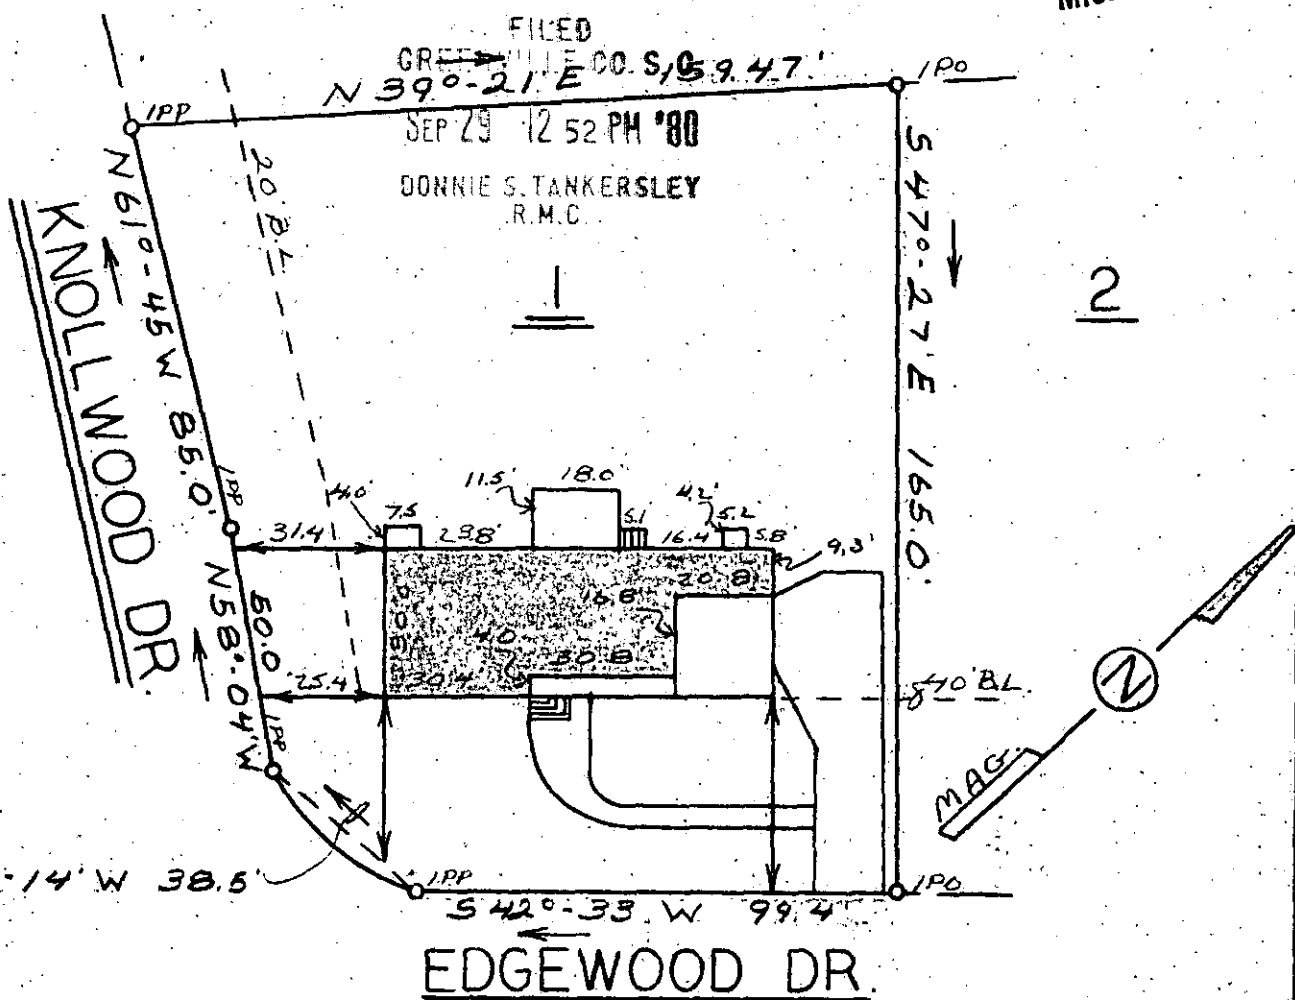 FILED
GREENVILLE CO. S.C.
N 39°-21' E 159.47'
IPO
IPP
SEP 29 12 52 PM '80
DONNIE S. TANKERSLEY
R.M.C.
20' B.L.
N 61°-45' W 85.0'
KNOLLWOOD DR.
S 47°-27' E 165.0'
1
2
IPP
31.4
4.0'
7.5
29.8'
11.5'
18.0'
5.1
16.4'
4.2'
5.2'
5.8'
9.3'
20.8
16.8'
4.0
30.8
30.4'
25.4
N 58°-04' W
50.0
IPP
40' B.L.
MAG.
N
-14' W 38.5'
IPP
IPO
S 42°-33' W 99.4
EDGEWOOD DR.